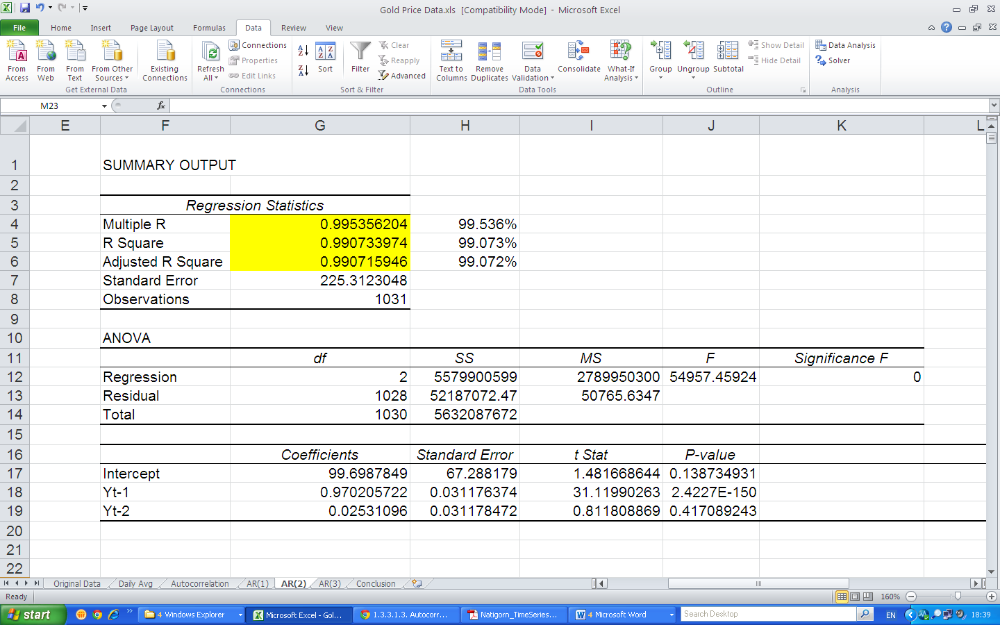 Gold Price Data.xls [Compatibility Mode] - Microsoft Excel
File Home Insert Page Layout Formulas Data Review View
From Access
From Web
From Text
From Other Sources
Existing Connections
Get External Data
Refresh All
Connections
Properties
Edit Links
Connections
Sort
Filter
Clear
Reapply
Advanced
Sort & Filter
Text to Columns
Remove Duplicates
Data Validation
Consolidate
What-If Analysis
Data Tools
Group
Ungroup
Subtotal
Show Detail
Hide Detail
Outline
Data Analysis
Solver
Analysis
M23 fx
E F G H I J K L
1 SUMMARY OUTPUT
2
3 Regression Statistics
4 Multiple R 0.995356204 99.536%
5 R Square 0.990733974 99.073%
6 Adjusted R Square 0.990715946 99.072%
7 Standard Error 225.3123048
8 Observations 1031
9
10 ANOVA
11 df SS MS F Significance F
12 Regression 2 5579900599 2789950300 54957.45924 0
13 Residual 1028 52187072.47 50765.6347
14 Total 1030 5632087672
15
16 Coefficients Standard Error t Stat P-value
17 Intercept 99.6987849 67.288179 1.481668644 0.138734931
18 Yt-1 0.970205722 0.031176374 31.11990263 2.4227E-150
19 Yt-2 0.02531096 0.031178472 0.811808869 0.417089243
20
21
22
Original Data Daily Avg Autocorrelation AR(1) AR(2) AR(3) Conclusion
Ready 160%
start 4 Windows Explorer Microsoft Excel - Gol... 1.3.3.1.3. Autocorr... Natigorn_TimeSeries... 4 Microsoft Word Search Desktop EN 18:39